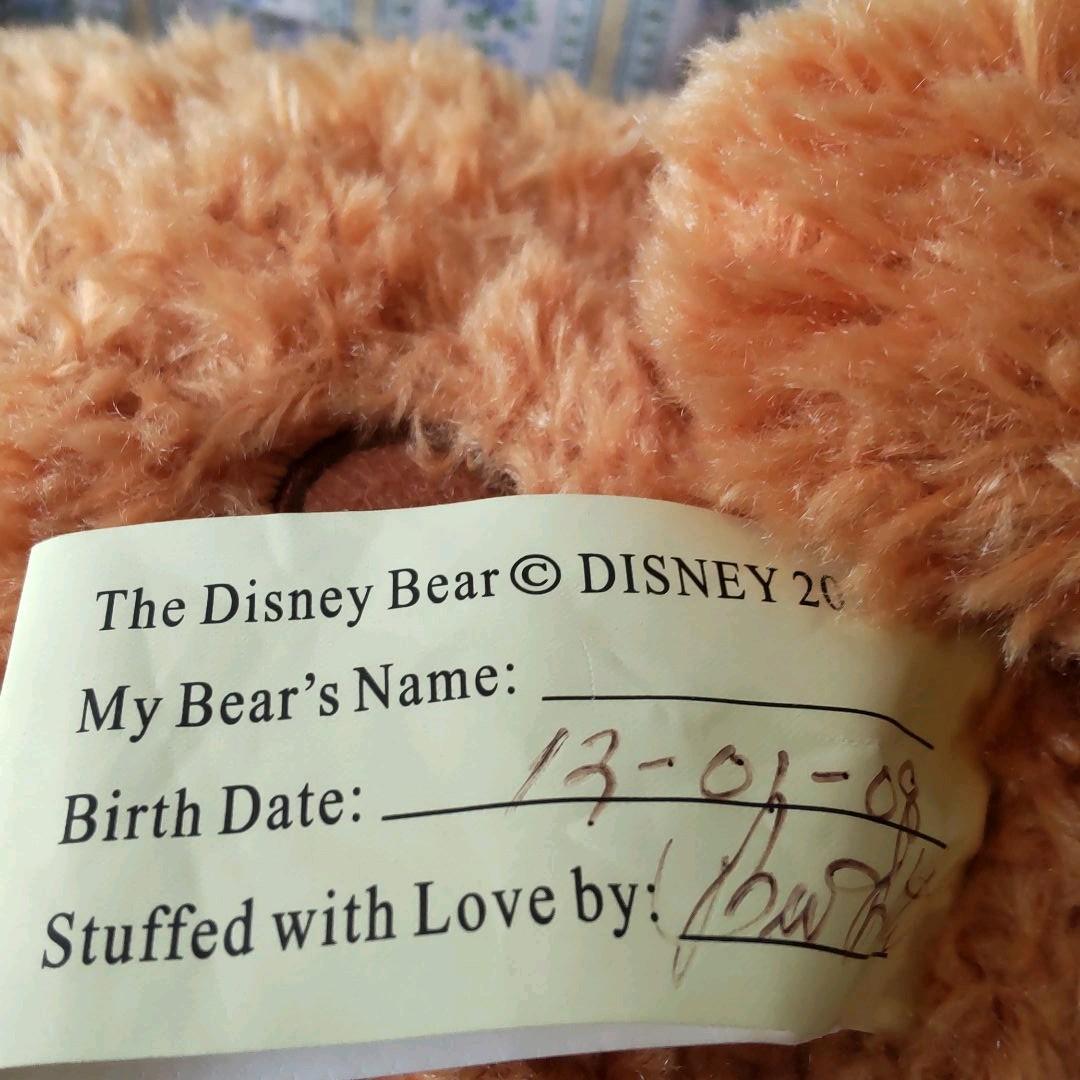 The Disney Bear © DISNEY 20
My Bear's Name:
Birth Date: 13-01-08
Stuffed with Love by: